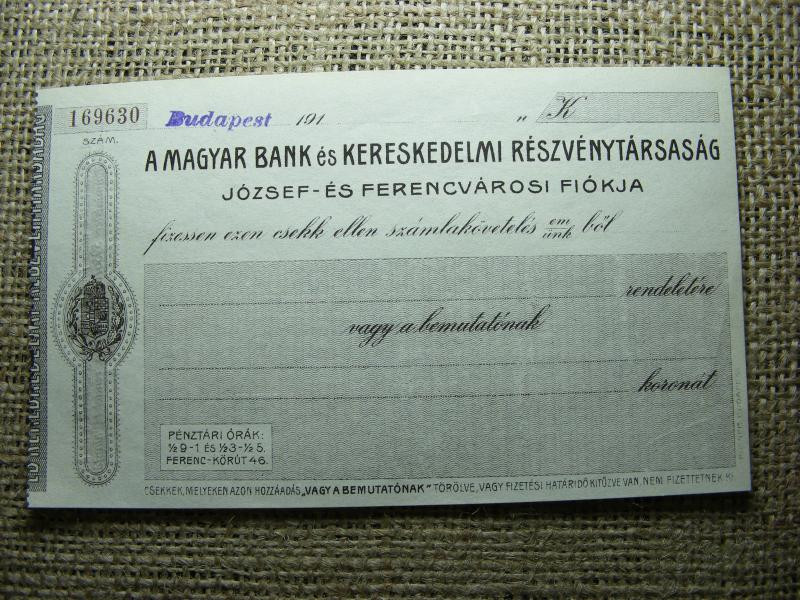 169630
SZÁM.
Budapest 191 „ K
A MAGYAR BANK és KERESKEDELMI RÉSZVÉNYTÁRSASÁG
JÓZSEF- ÉS FERENCVÁROSI FIÓKJA
fizessen ezen csekk ellen számlakövetelés em/ünk ből
rendeletére
vagy a bemutatónak
koronát
PÉNZTÁRI ÓRÁK:
½9-1 ÉS ½3-½5.
FERENC-KÖRÚT 46.
CSEKKEK, MELYEKEN AZON HOZZÁADÁS „VAGY A BEMUTATÓNAK" TÖRÖLVE, VAGY FIZETÉSI HATÁRIDŐ KITŰZVE VAN, NEM FIZETTETNEK KI